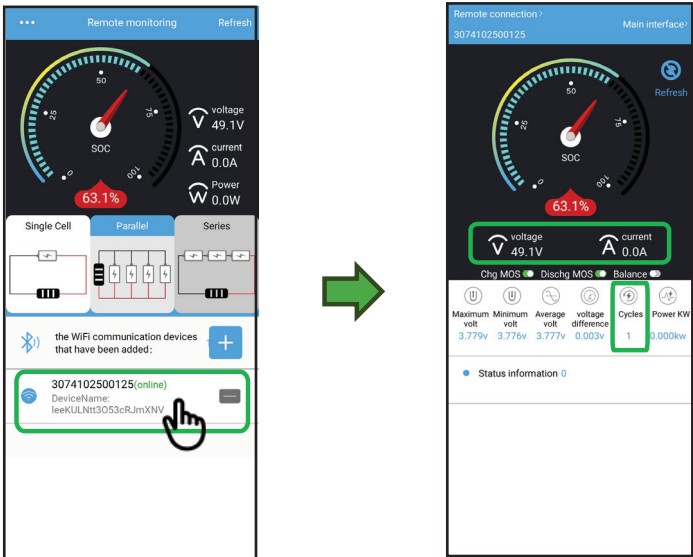 ••• Remote monitoring Refresh
0 25 50 75 100
SOC
63.1%
voltage
49.1V
current
0.0A
Power
0.0W
Single Cell Parallel Series
the WiFi communication devices
that have been added:
3074102500125(online)
DeviceName:
IeeKULNtt3O53cRJmXNV
Remote connection>
3074102500125
Main interface>
Refresh
0 25 50 75 100
SOC
63.1%
voltage
49.1V
current
0.0A
Chg MOS Dischg MOS Balance
Maximum volt
Minimum volt
Average volt
voltage difference
Cycles
Power KW
3.779v 3.776v 3.777v 0.003v 1 0.000kw
Status information 0